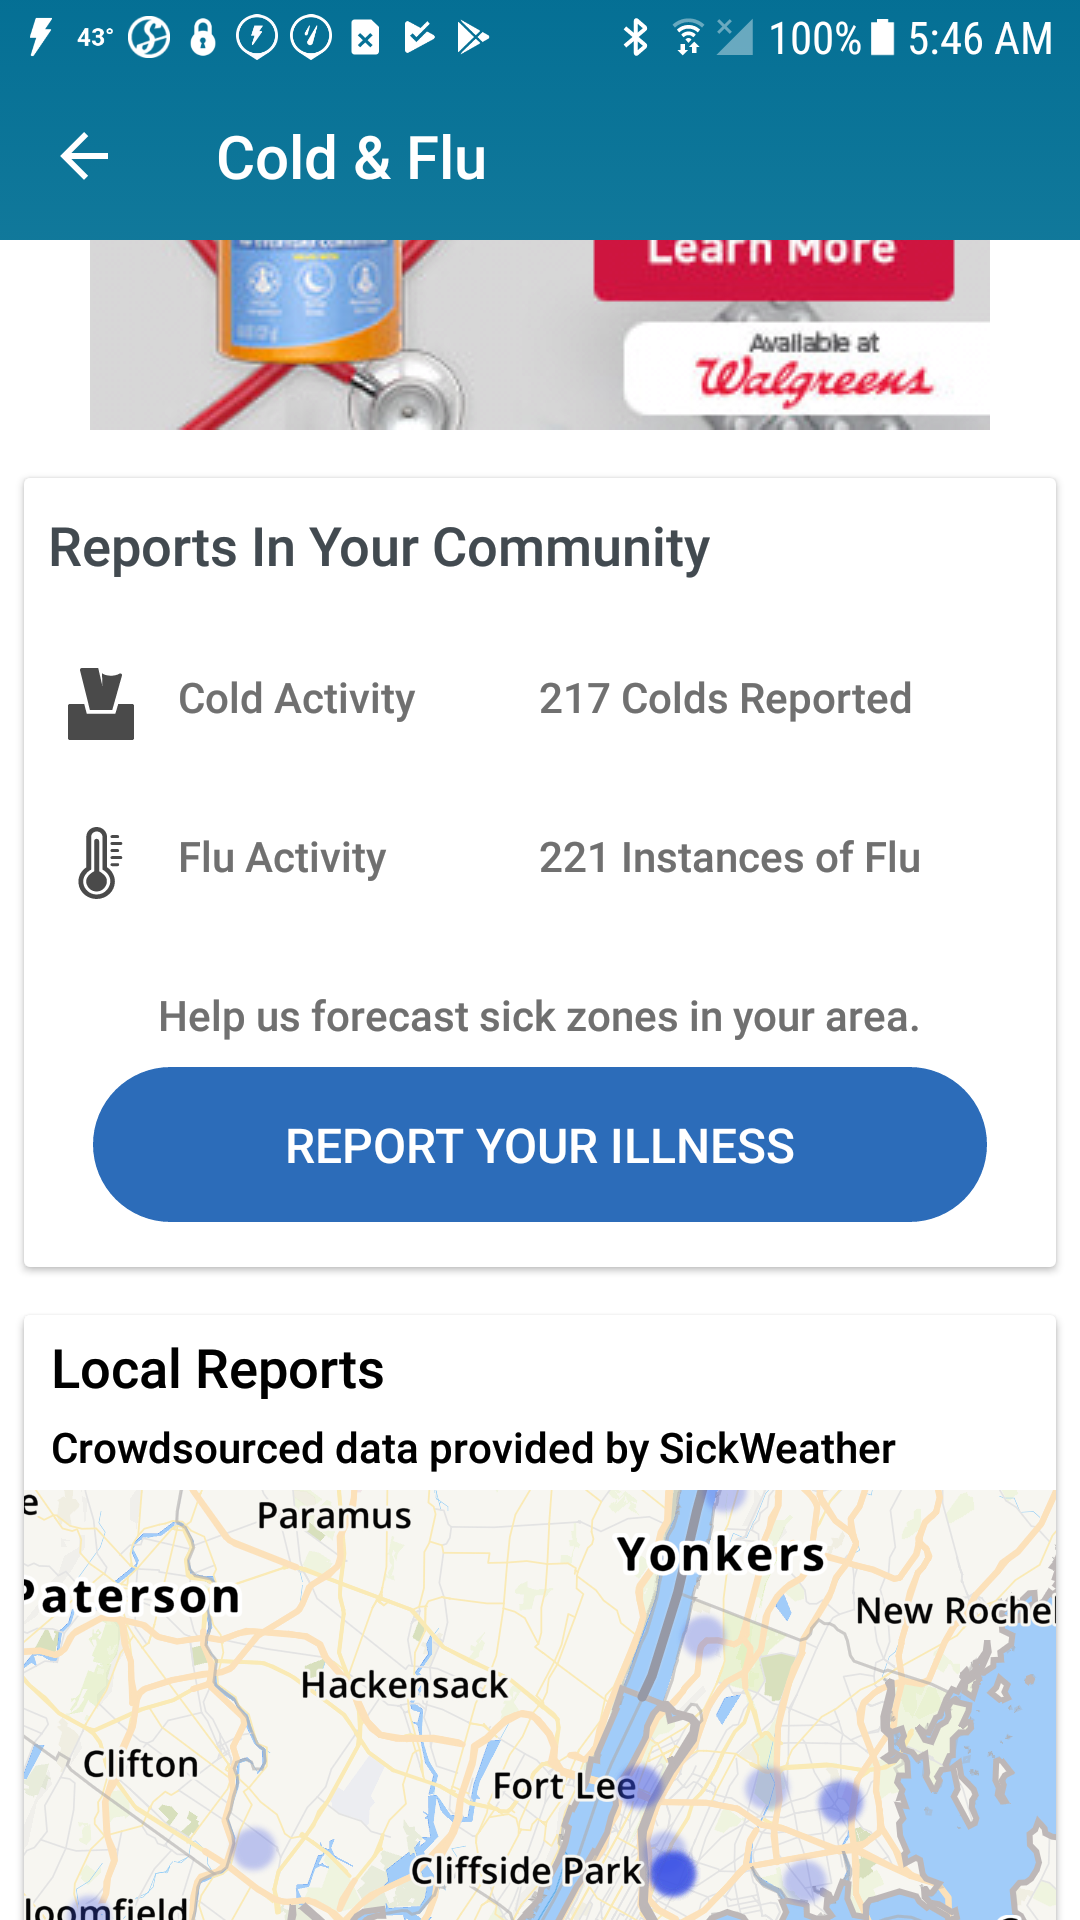 43°
100% 5:46 AM
Cold & Flu
Learn More
Available at
Walgreens
Reports In Your Community
Cold Activity 217 Colds Reported
Flu Activity 221 Instances of Flu
Help us forecast sick zones in your area.
REPORT YOUR ILLNESS
Local Reports
Crowdsourced data provided by SickWeather
e
Paramus
Yonkers
Paterson
New Rochel
Hackensack
Clifton
Fort Lee
Cliffside Park
loomfield